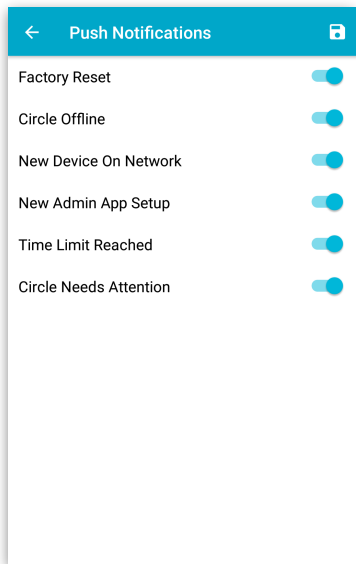 Push Notifications
Factory Reset
Circle Offline
New Device On Network
New Admin App Setup
Time Limit Reached
Circle Needs Attention